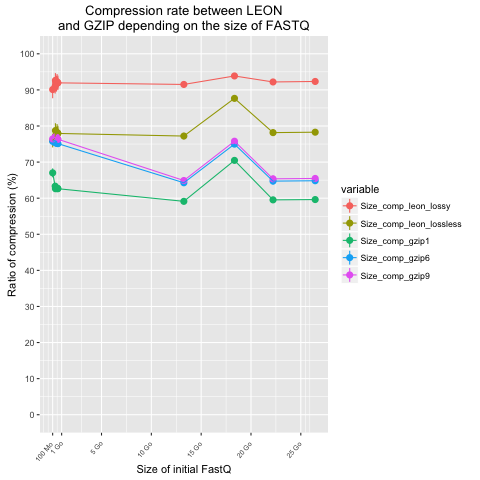 Compression rate between LEON
and GZIP depending on the size of FASTQ
Ratio of compression (%)
100
90
80
70
60
50
40
30
20
10
0
100 Mo
1 Go
5 Go
10 Go
15 Go
20 Go
25 Go
Size of initial FastQ
variable
Size_comp_leon_lossy
Size_comp_leon_lossless
Size_comp_gzip1
Size_comp_gzip6
Size_comp_gzip9